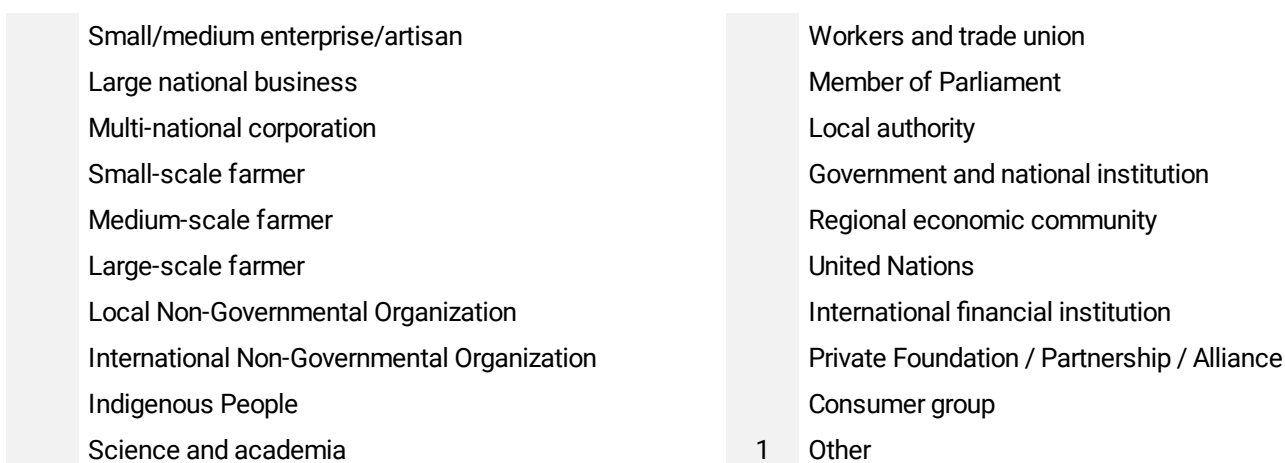 Small/medium enterprise/artisan
Large national business
Multi-national corporation
Small-scale farmer
Medium-scale farmer
Large-scale farmer
Local Non-Governmental Organization
International Non-Governmental Organization
Indigenous People
Science and academia
Workers and trade union
Member of Parliament
Local authority
Government and national institution
Regional economic community
United Nations
International financial institution
Private Foundation / Partnership / Alliance
Consumer group
1 Other